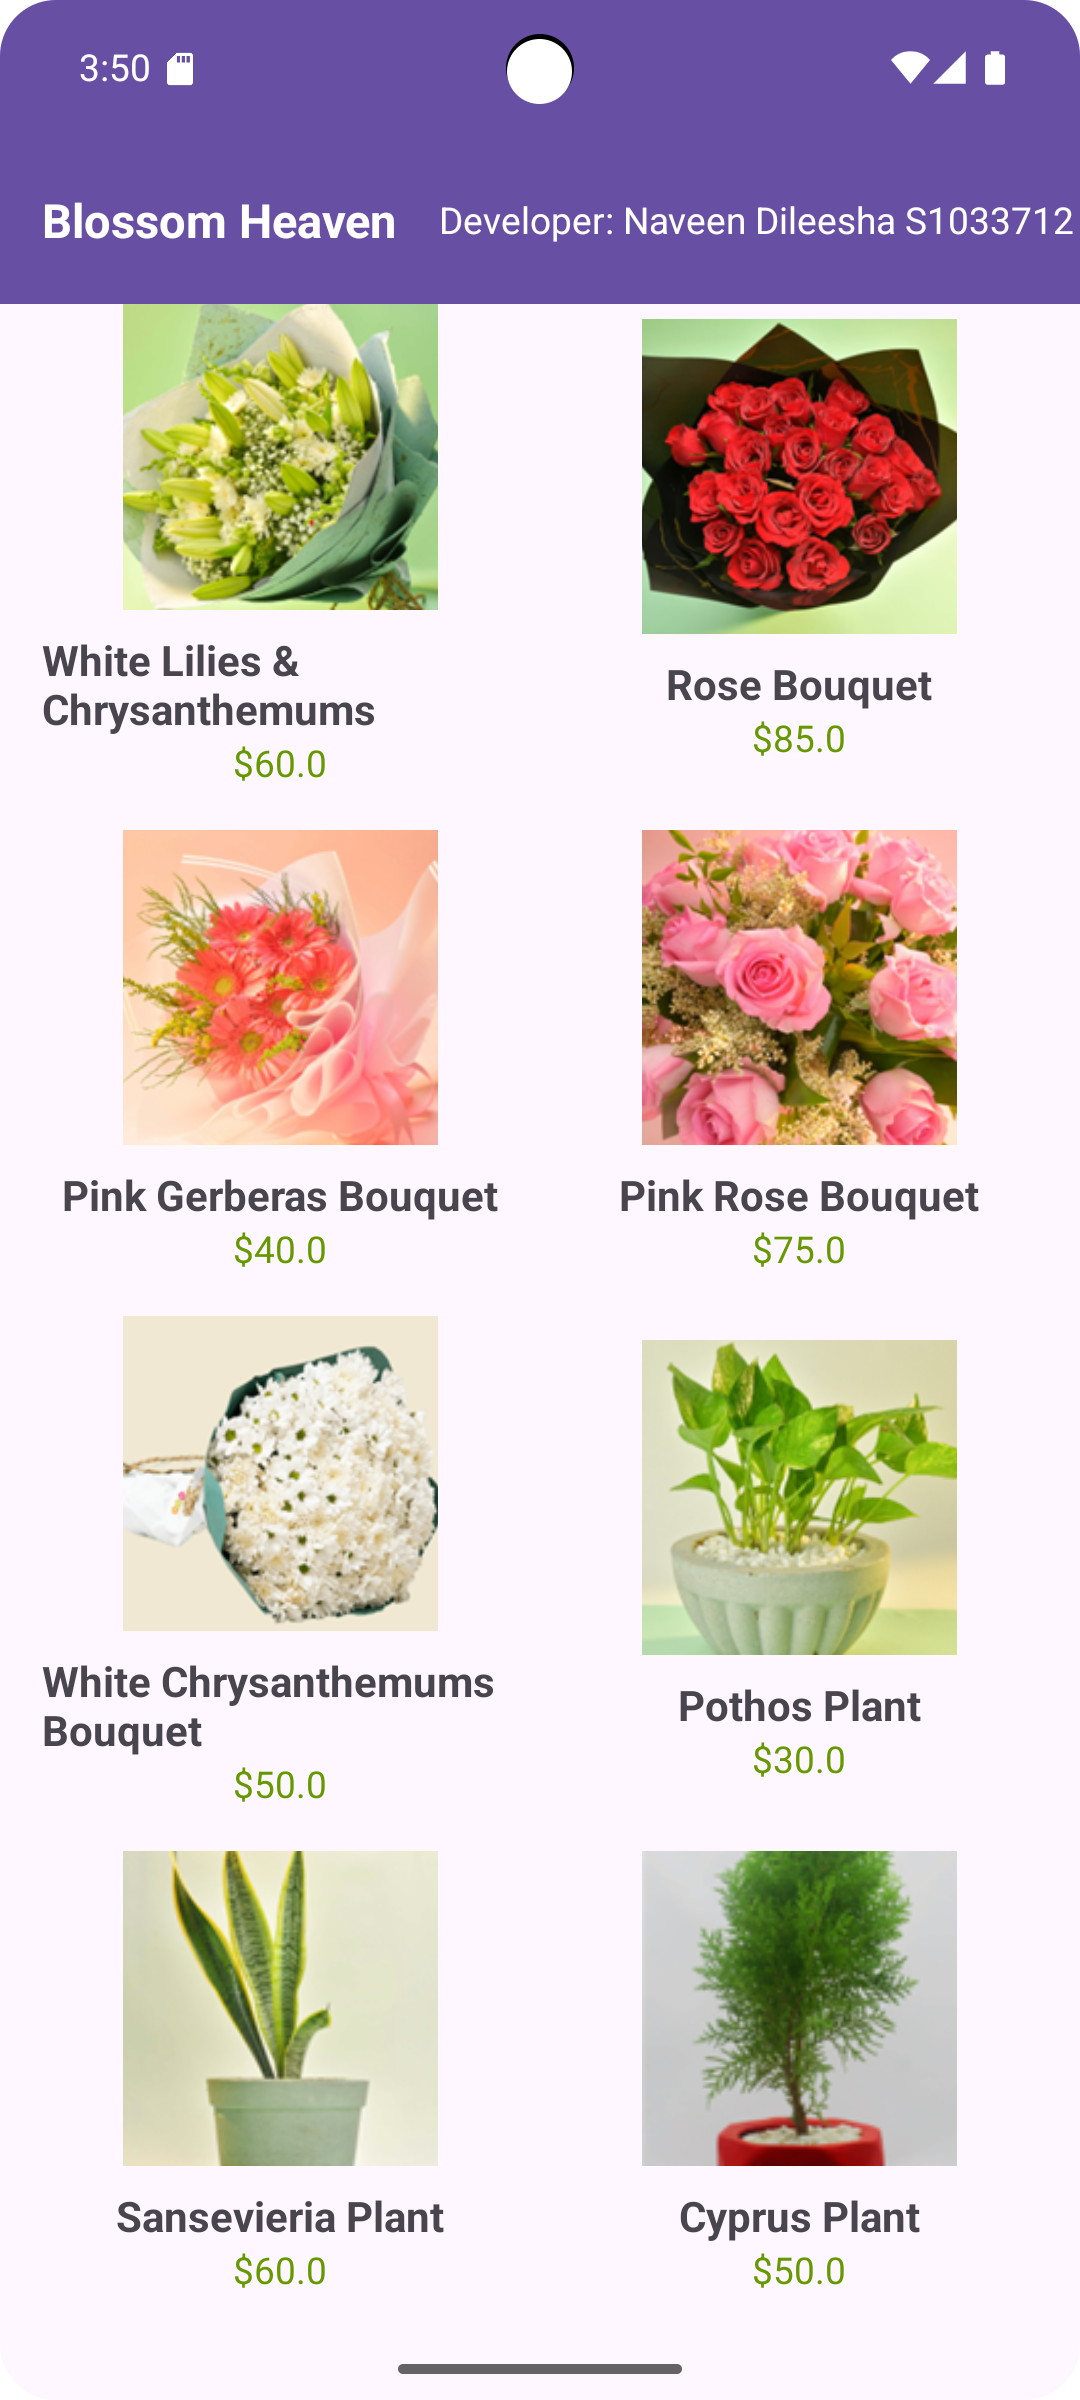 3:50
Blossom Heaven
Developer: Naveen Dileesha S1033712
White Lilies &
Chrysanthemums
$60.0
Rose Bouquet
$85.0
Pink Gerberas Bouquet
$40.0
Pink Rose Bouquet
$75.0
White Chrysanthemums
Bouquet
$50.0
Pothos Plant
$30.0
Sansevieria Plant
$60.0
Cyprus Plant
$50.0